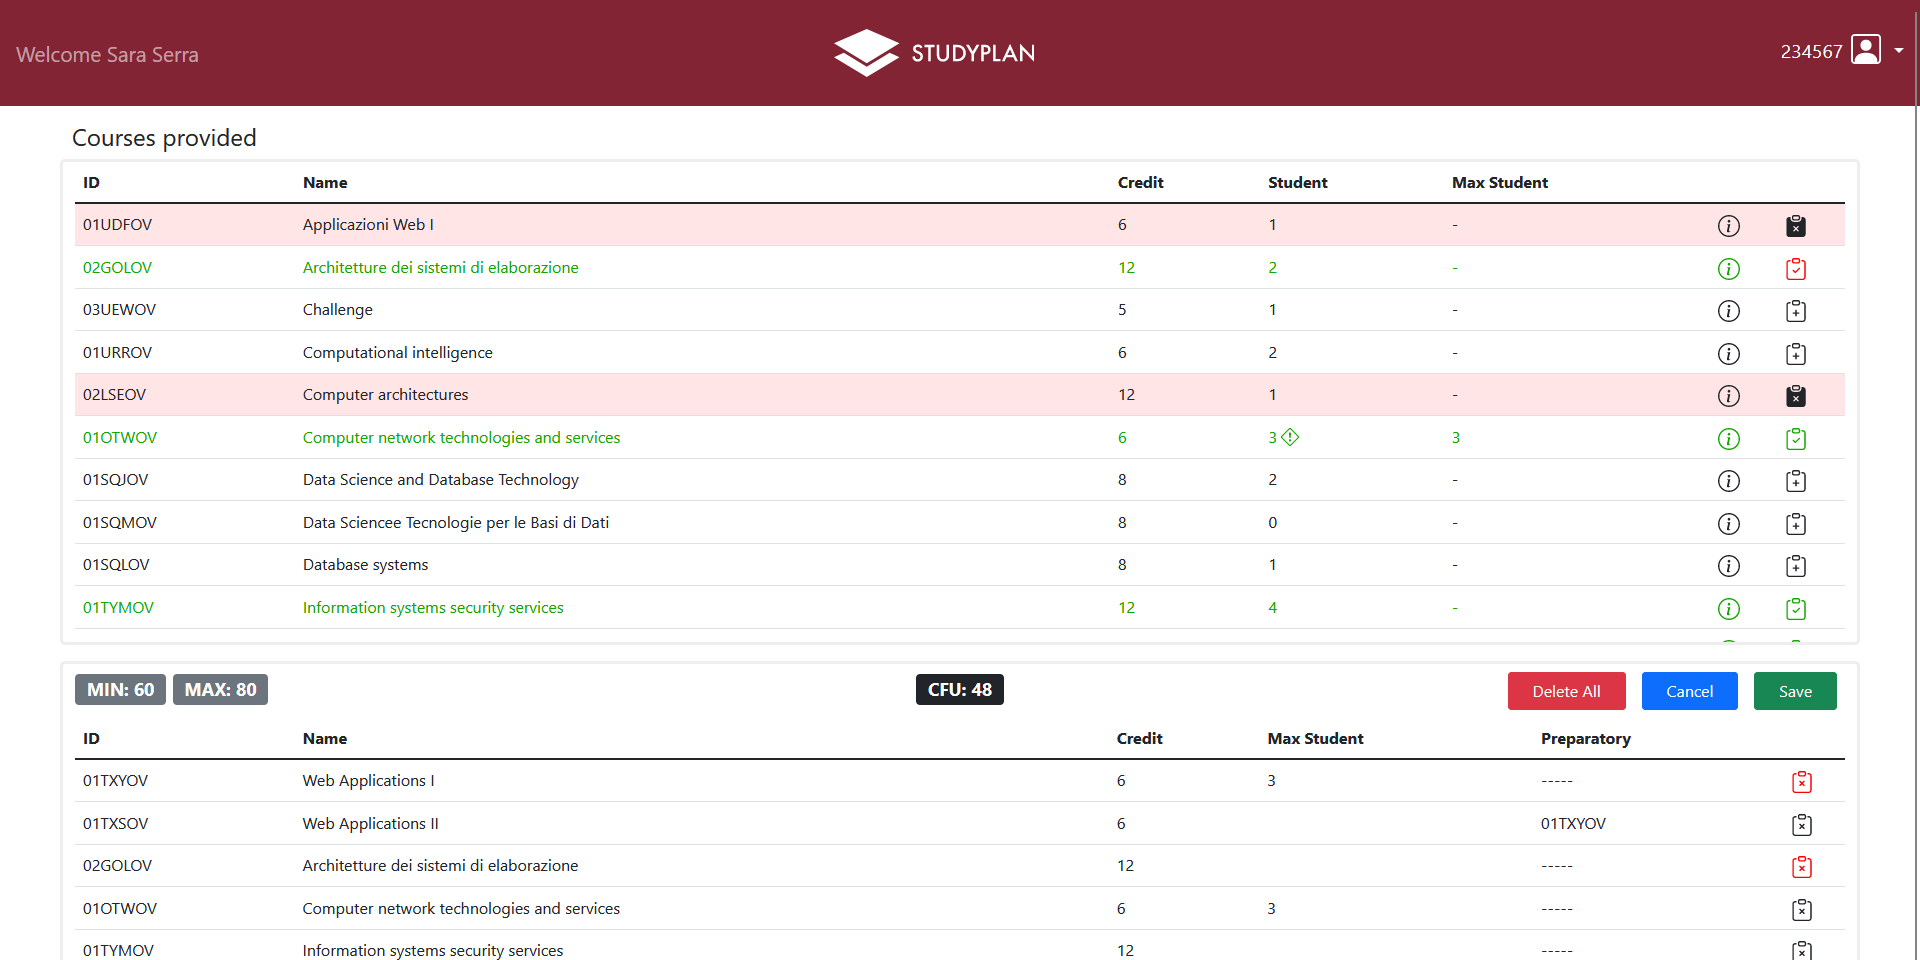 Welcome Sara Serra
STUDYPLAN
234567
Courses provided
ID Name Credit Student Max Student
01UDFOV Applicazioni Web I 6 1 -
02GOLOV Architetture dei sistemi di elaborazione 12 2 -
03UEWOV Challenge 5 1 -
01URROV Computational intelligence 6 2 -
02LSEOV Computer architectures 12 1 -
01OTWOV Computer network technologies and services 6 3 3
01SQJOV Data Science and Database Technology 8 2 -
01SQMOV Data Sciencee Tecnologie per le Basi di Dati 8 0 -
01SQLOV Database systems 8 1 -
01TYMOV Information systems security services 12 4 -
MIN: 60 MAX: 80 CFU: 48 Delete All Cancel Save
ID Name Credit Max Student Preparatory
01TXYOV Web Applications I 6 3 -----
01TXSOV Web Applications II 6 01TXYOV
02GOLOV Architetture dei sistemi di elaborazione 12 -----
01OTWOV Computer network technologies and services 6 3 -----
01TYMOV Information systems security services 12 -----